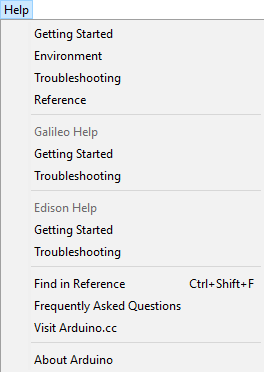 Help
Getting Started
Environment
Troubleshooting
Reference
Galileo Help
Getting Started
Troubleshooting
Edison Help
Getting Started
Troubleshooting
Find in Reference Ctrl+Shift+F
Frequently Asked Questions
Visit Arduino.cc
About Arduino